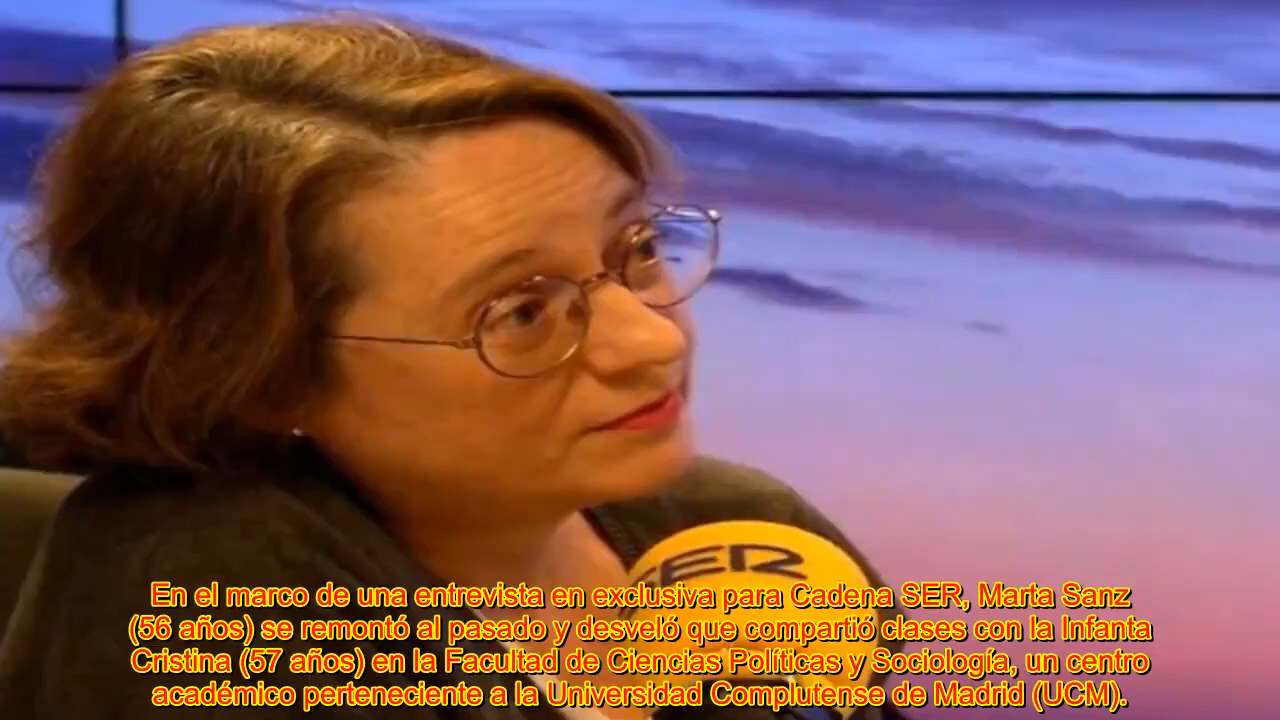 SER
En el marco de una entrevista en exclusiva para Cadena SER, Marta Sanz
(56 años) se remontó al pasado y desveló que compartió clases con la Infanta
Cristina (57 años) en la Facultad de Ciencias Políticas y Sociología, un centro
académico perteneciente a la Universidad Complutense de Madrid (UCM).